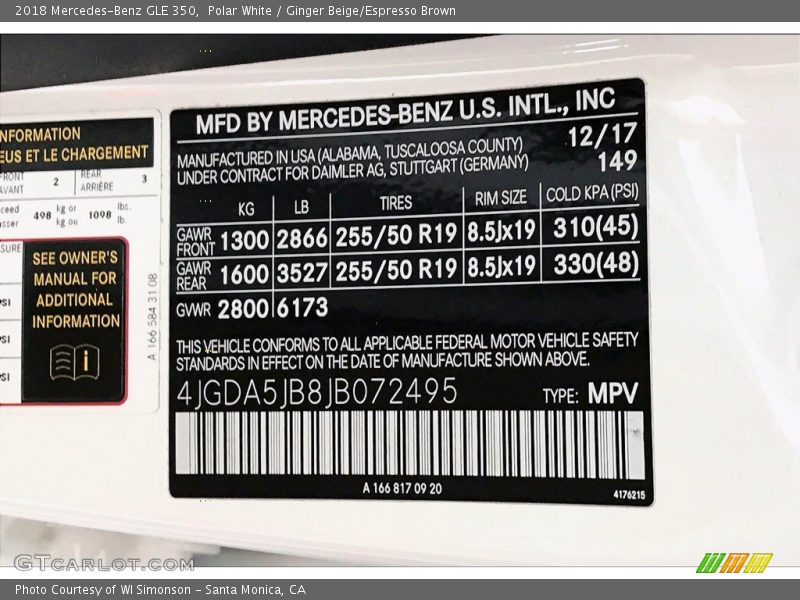 2018 Mercedes-Benz GLE 350, Polar White / Ginger Beige/Espresso Brown
NFORMATION
EUS ET LE CHARGEMENT
FRONT
AVANT
2
REAR
ARRIÈRE
3
498
kg or
kg ou
1098
lbs.
lb.
SEE OWNER'S
MANUAL FOR
ADDITIONAL
INFORMATION
A 166 584 31 08
MFD BY MERCEDES-BENZ U.S. INTL., INC
MANUFACTURED IN USA (ALABAMA, TUSCALOOSA COUNTY) 12/17
UNDER CONTRACT FOR DAIMLER AG, STUTTGART (GERMANY) 149
KG LB TIRES RIM SIZE COLD KPA (PSI)
GAWR FRONT 1300 2866 255/50 R19 8.5Jx19 310(45)
GAWR REAR 1600 3527 255/50 R19 8.5Jx19 330(48)
GVWR 2800 6173
THIS VEHICLE CONFORMS TO ALL APPLICABLE FEDERAL MOTOR VEHICLE SAFETY
STANDARDS IN EFFECT ON THE DATE OF MANUFACTURE SHOWN ABOVE.
4JGDA5JB8JB072495 TYPE: MPV
A 166 817 09 20
4176215
GTCARLOT.COM
Photo Courtesy of WI Simonson - Santa Monica, CA